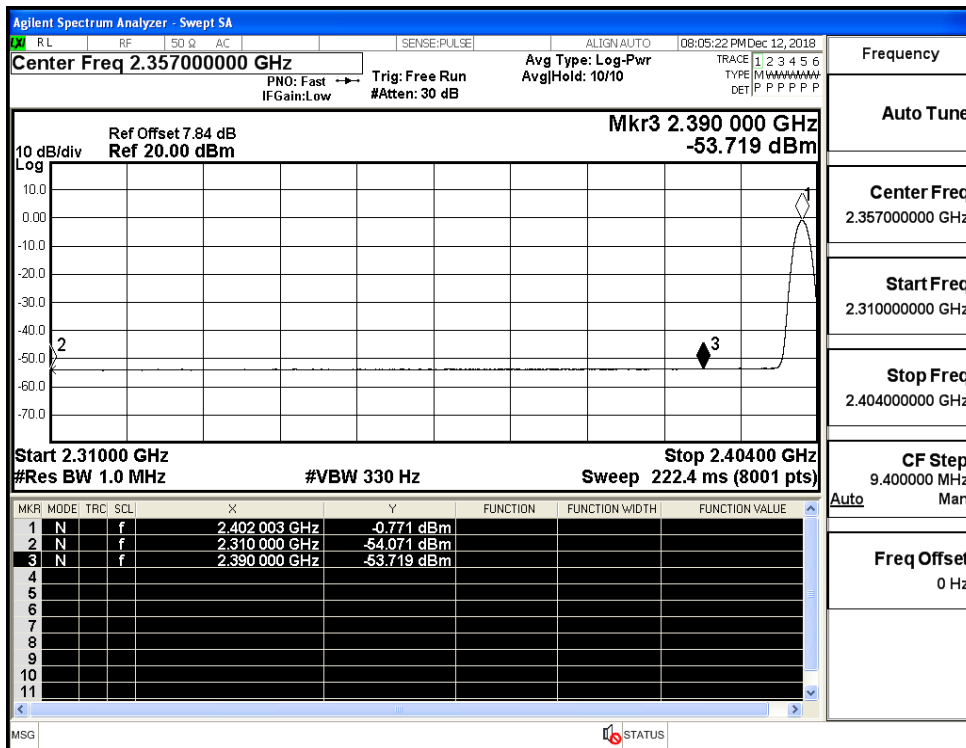 Agilent Spectrum Analyzer - Swept SA
LXI RL RF 50 Ω AC SENSE:PULSE ALIGN AUTO 08:05:22 PM Dec 12, 2018
Center Freq 2.357000000 GHz
PNO: Fast
IFGain:Low
Trig: Free Run
#Atten: 30 dB
Avg Type: Log-Pwr
Avg|Hold: 10/10
TRACE 1 2 3 4 5 6
TYPE M W W W W W
DET P P P P P P
Ref Offset 7.84 dB
10 dB/div Ref 20.00 dBm
Log
Mkr3 2.390 000 GHz
-53.719 dBm
10.0
0.00
-10.0
-20.0
-30.0
-40.0
-50.0
-60.0
-70.0
1
2
3
Start 2.31000 GHz Stop 2.40400 GHz
#Res BW 1.0 MHz #VBW 330 Hz Sweep 222.4 ms (8001 pts)
MKR MODE TRC SCL X Y FUNCTION FUNCTION WIDTH FUNCTION VALUE
1 N f 2.402 003 GHz -0.771 dBm
2 N f 2.310 000 GHz -54.071 dBm
3 N f 2.390 000 GHz -53.719 dBm
4
5
6
7
8
9
10
11
MSG STATUS
Frequency
Auto Tune
Center Freq
2.357000000 GHz
Start Freq
2.310000000 GHz
Stop Freq
2.404000000 GHz
CF Step
9.400000 MHz
Auto Man
Freq Offset
0 Hz